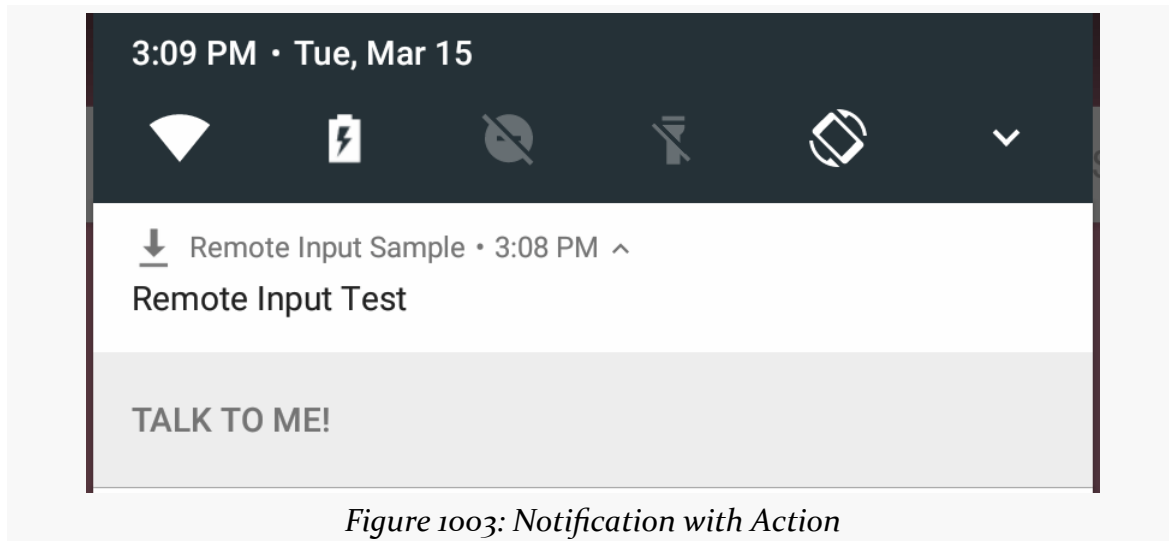 3:09 PM • Tue, Mar 15
Remote Input Sample • 3:08 PM
Remote Input Test
TALK TO ME!
Figure 1003: Notification with Action